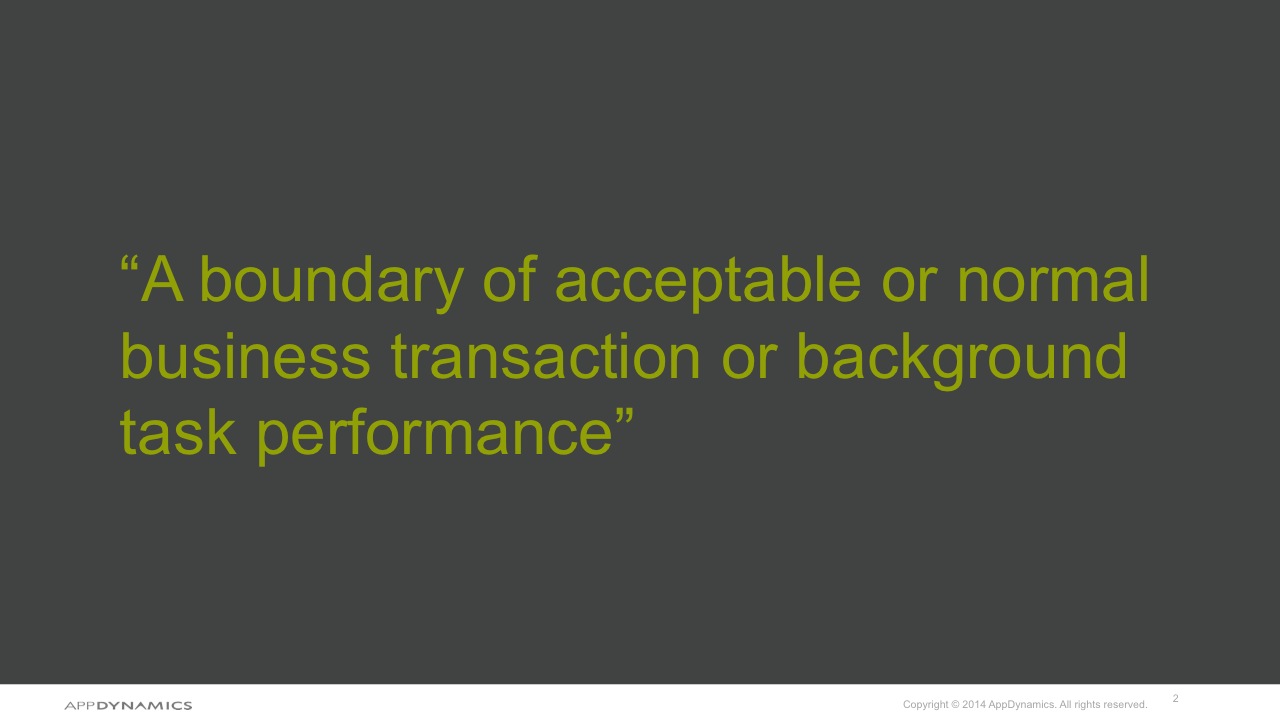 “A boundary of acceptable or normal
business transaction or background
task performance”
APPDYNAMICS
Copyright © 2014 AppDynamics. All rights reserved.
2